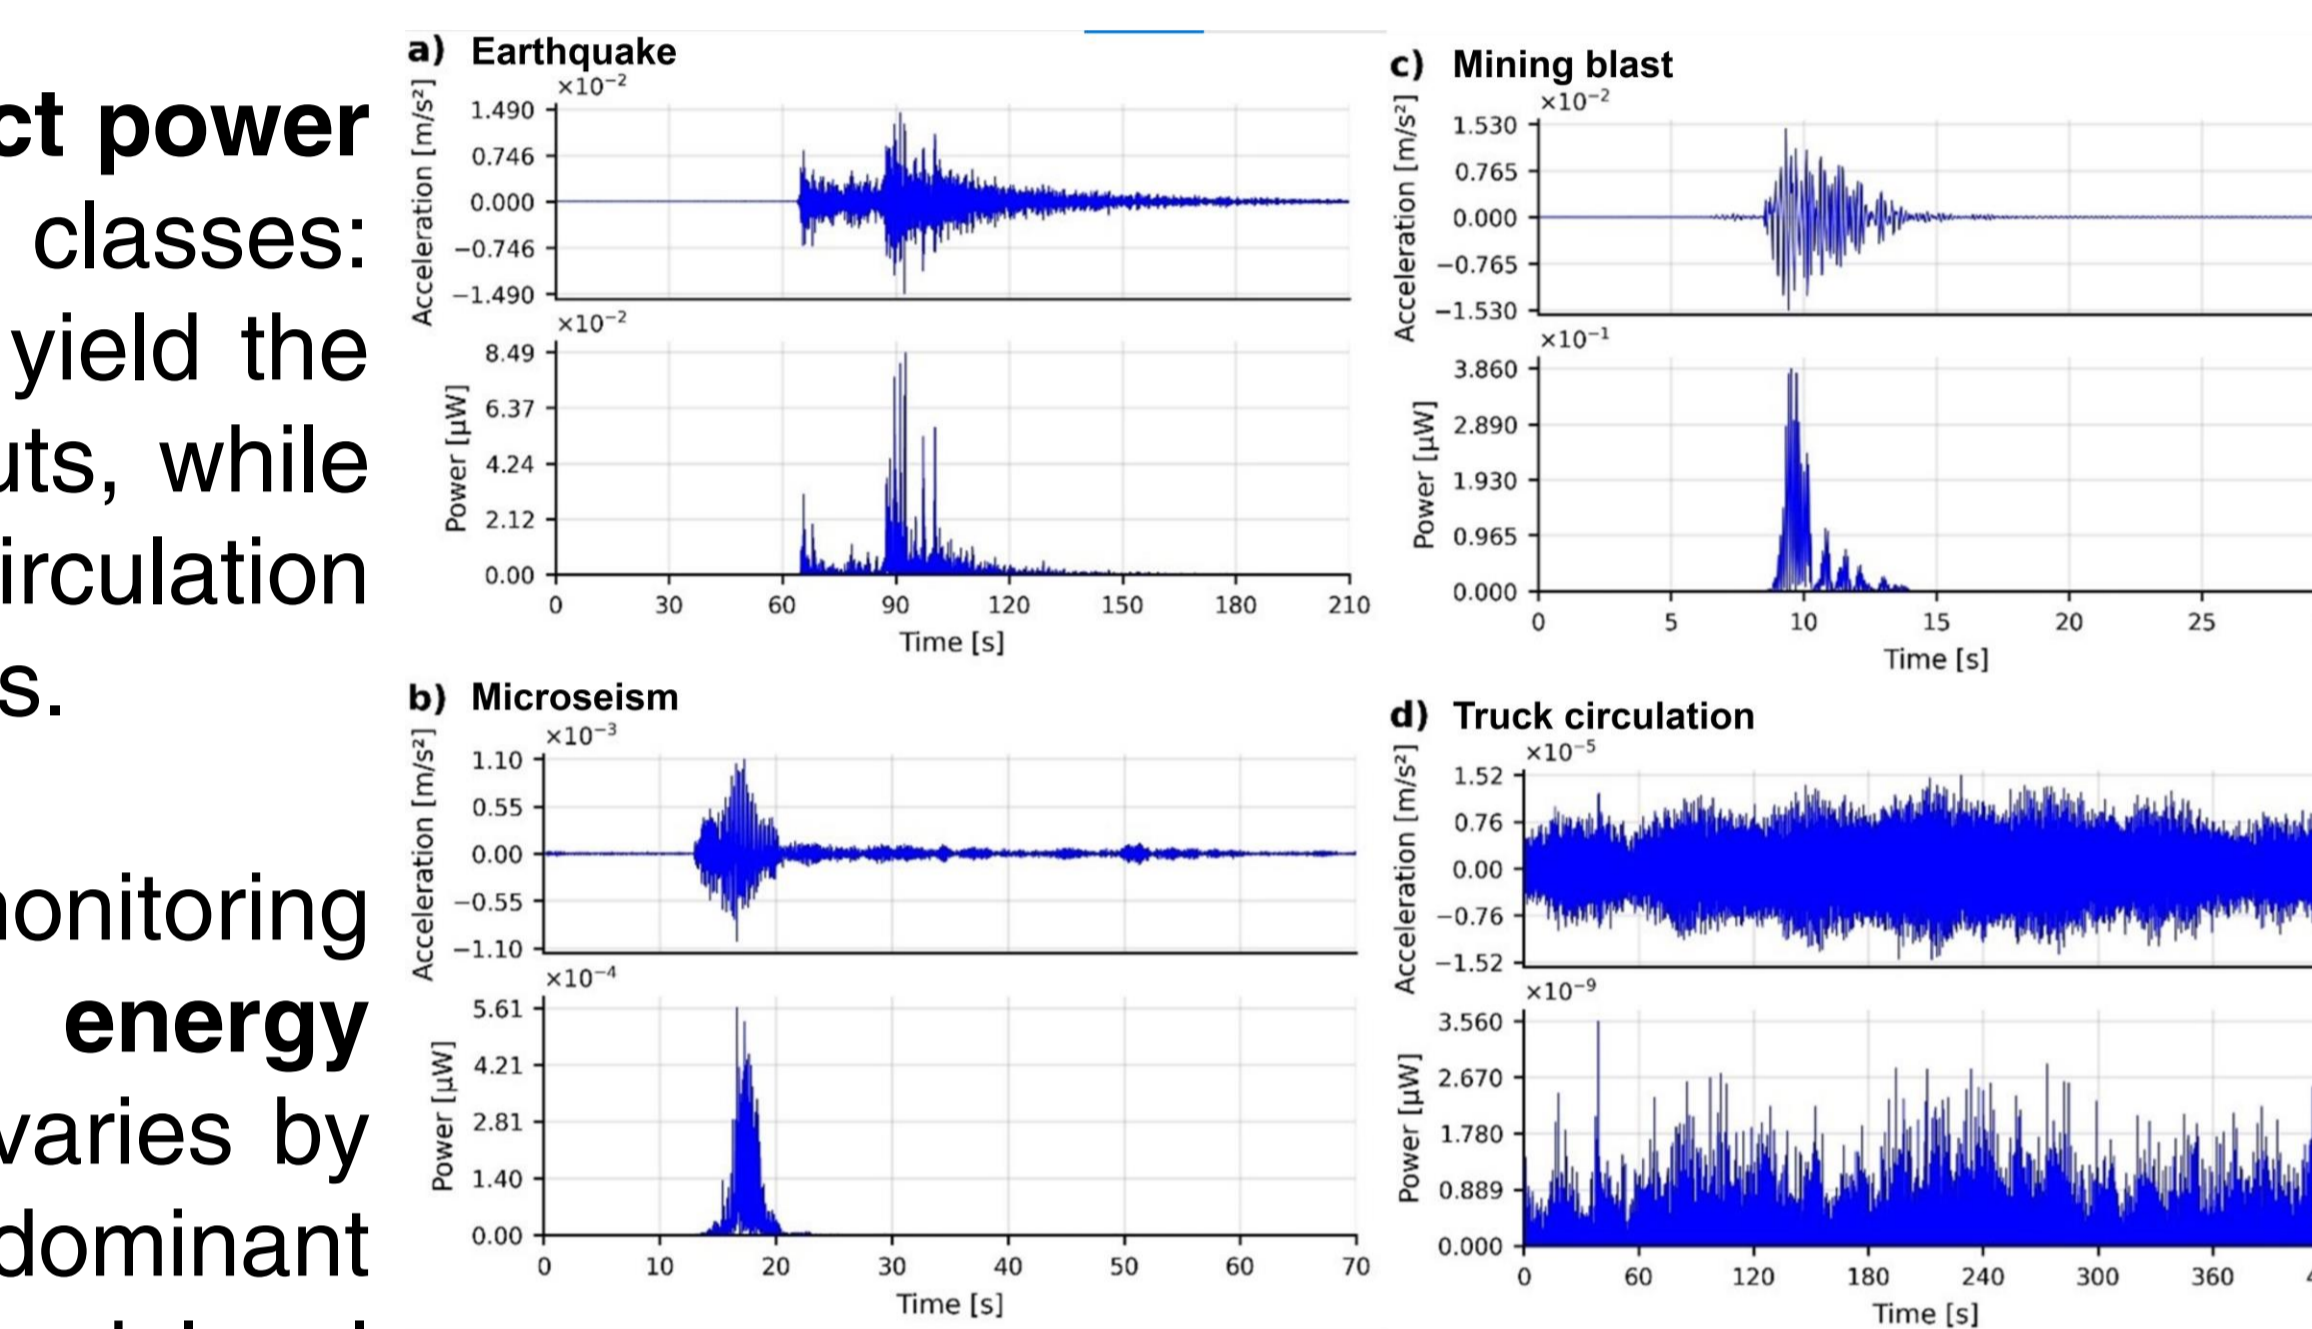 ct power
classes:
yield the
uts, while
irculation
s.
onitoring
energy
varies by
dominant
a) Earthquake
×10⁻²
Acceleration [m/s²]
1.490
0.746
0.000
−0.746
−1.490
×10⁻²
Power [µW]
8.49
6.37
4.24
2.12
0.00
0 30 60 90 120 150 180 210
Time [s]
b) Microseism
×10⁻³
Acceleration [m/s²]
1.10
0.55
0.00
−0.55
−1.10
×10⁻⁴
Power [µW]
5.61
4.21
2.81
1.40
0.00
0 10 20 30 40 50 60 70
Time [s]
c) Mining blast
×10⁻²
Acceleration [m/s²]
1.530
0.765
0.000
−0.765
−1.530
×10⁻¹
Power [µW]
3.860
2.890
1.930
0.965
0.000
0 5 10 15 20 25
Time [s]
d) Truck circulation
×10⁻⁵
Acceleration [m/s²]
1.52
0.76
0.00
−0.76
−1.52
×10⁻⁹
Power [µW]
3.560
2.670
1.780
0.889
0.000
0 60 120 180 240 300 360
Time [s]